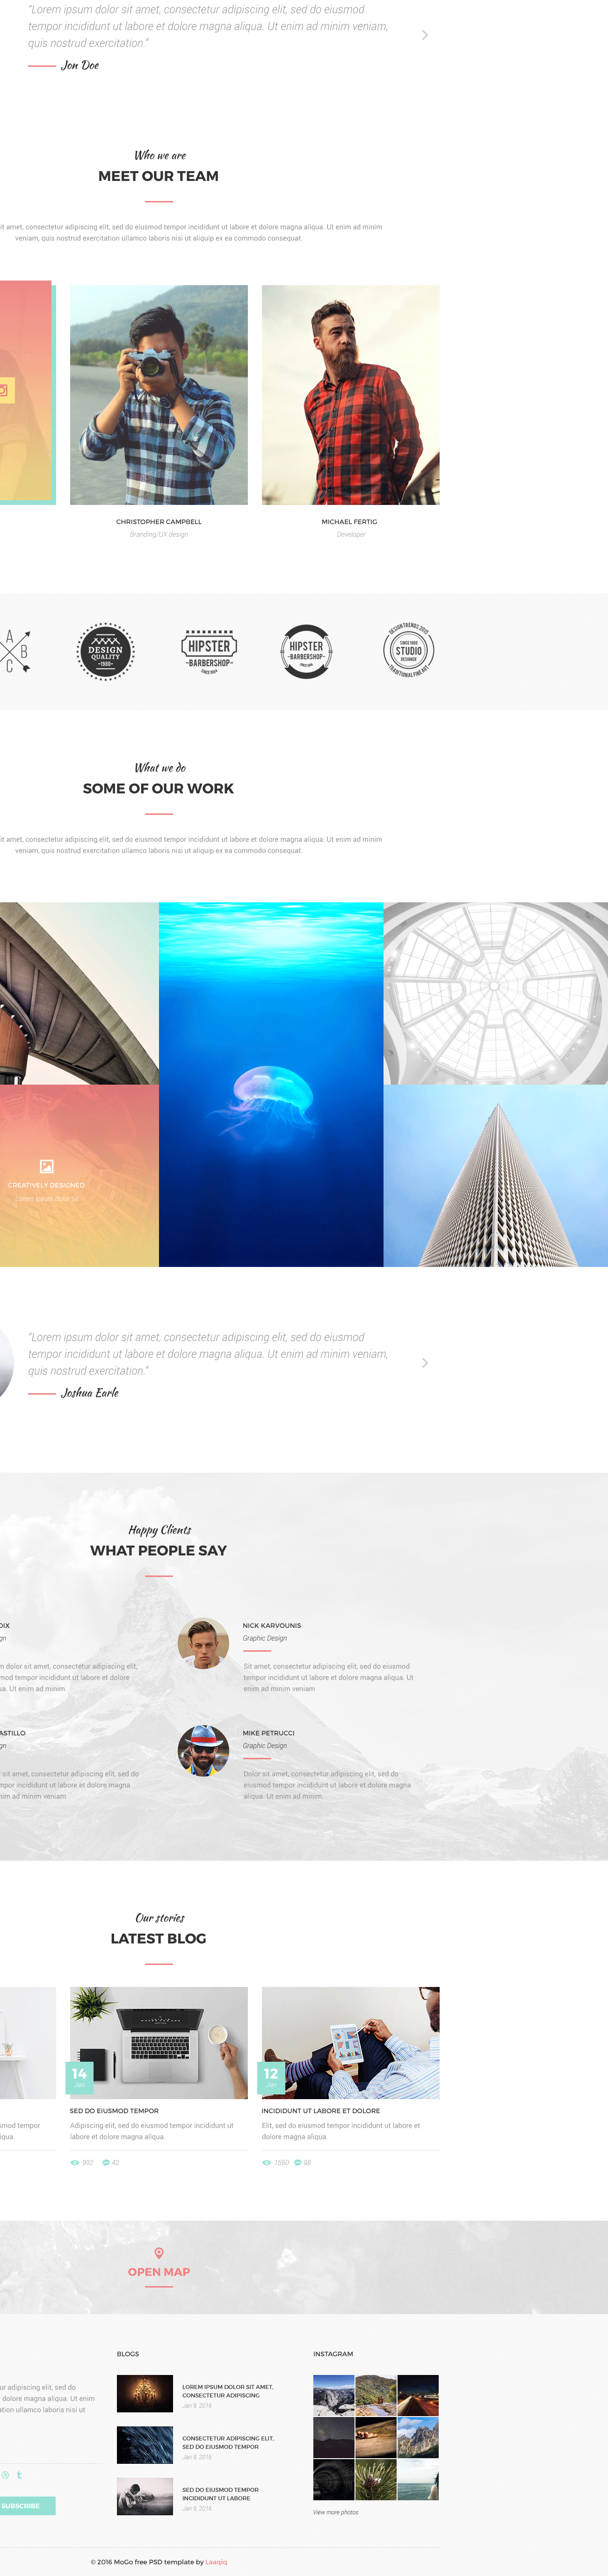 "Lorem ipsum dolor sit amet, consectetur adipiscing elit, sed do eiusmod
tempor incididunt ut labore et dolore magna aliqua. Ut enim ad minim veniam,
quis nostrud exercitation."
Jon Doe
Who we are
MEET OUR TEAM
sit amet, consectetur adipiscing elit, sed do eiusmod tempor incididunt ut labore et dolore magna aliqua. Ut enim ad minim
veniam, quis nostrud exercitation ullamco laboris nisi ut aliquip ex ea commodo consequat.
CHRISTOPHER CAMPBELL
Branding/UX design
MICHAEL FERTIG
Developer
A
B
C
DESIGN
QUALITY
-1980-
HIPSTER
-BARBERSHOP-
SINCE 2014
HIPSTER
-BARBERSHOP-
SINCE 2014
DESIGN TRENDS 2015
SINCE 1989
STUDIO
DESIGNER
TRADITIONAL FINE ART
What we do
SOME OF OUR WORK
sit amet, consectetur adipiscing elit, sed do eiusmod tempor incididunt ut labore et dolore magna aliqua. Ut enim ad minim
veniam, quis nostrud exercitation ullamco laboris nisi ut aliquip ex ea commodo consequat.
CREATIVELY DESIGNED
Lorem ipsum dolor sit
"Lorem ipsum dolor sit amet, consectetur adipiscing elit, sed do eiusmod
tempor incididunt ut labore et dolore magna aliqua. Ut enim ad minim veniam,
quis nostrud exercitation."
Joshua Earle
Happy Clients
WHAT PEOPLE SAY
DIX
gn
m dolor sit amet, consectetur adipiscing elit,
mod tempor incididunt ut labore et dolore
ua. Ut enim ad minim.
NICK KARVOUNIS
Graphic Design
Sit amet, consectetur adipiscing elit, sed do eiusmod
tempor incididunt ut labore et dolore magna aliqua. Ut
enim ad minim veniam
ASTILLO
gn
sit amet, consectetur adipiscing elit, sed do
mpor incididunt ut labore et dolore magna
nim ad minim veniam.
MIKE PETRUCCI
Graphic Design
Dolor sit amet, consectetur adipiscing elit, sed do
eiusmod tempor incididunt ut labore et dolore magna
aliqua. Ut enim ad minim.
Our stories
LATEST BLOG
smod tempor
iqua.
14
Jan
SED DO EIUSMOD TEMPOR
Adipiscing elit, sed do eiusmod tempor incididunt ut
labore et dolore magna aliqua.
992 42
12
Jan
INCIDIDUNT UT LABORE ET DOLORE
Elit, sed do eiusmod tempor incididunt ut labore et
dolore magna aliqua.
1560 98
OPEN MAP
ur adipiscing elit, sed do
dolore magna aliqua. Ut enim
ation ullamco laboris nisi ut
SUBSCRIBE
BLOGS
LOREM IPSUM DOLOR SIT AMET,
CONSECTETUR ADIPISCING
Jan 9, 2016
CONSECTETUR ADIPISCING ELIT,
SED DO EIUSMOD TEMPOR
Jan 9, 2016
SED DO EIUSMOD TEMPOR
INCIDIDUNT UT LABORE
Jan 9, 2016
INSTAGRAM
View more photos
© 2016 MoGo free PSD template by Laaqiq